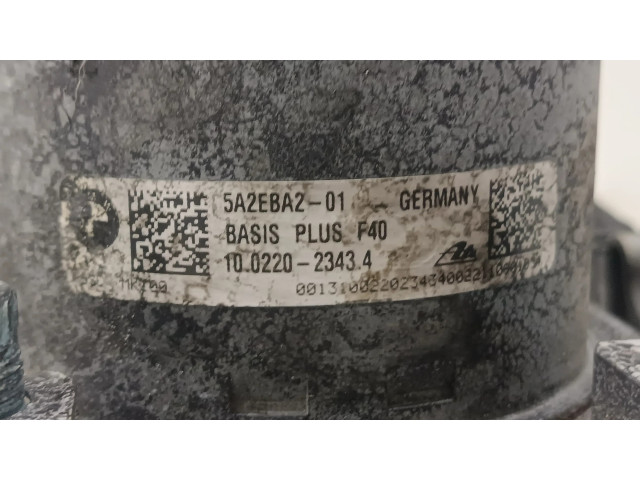 5A2EBA2-01 GERMANY
BASIS PLUS F40
10.0220-2343.4